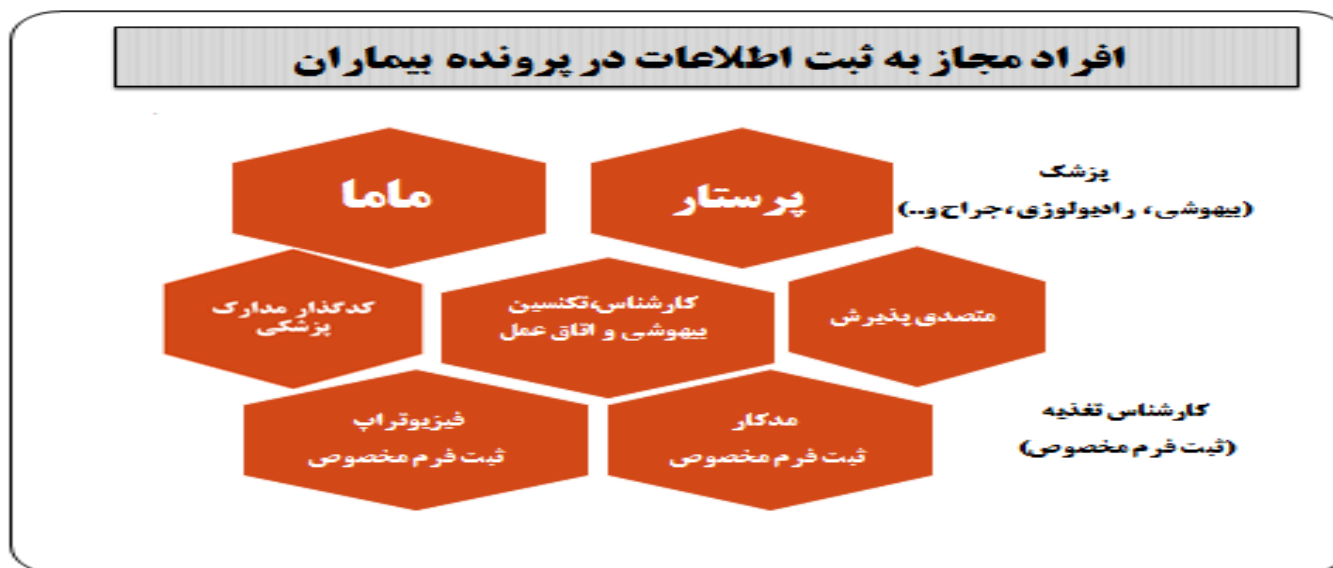 افراد مجاز به ثبت اطلاعات در پرونده بیماران
پزشک
(بیهوشی، رادیولوژی،جراح و..)
پرستار
ماما
متصدی پذیرش
کارشناس،تکنسین
بیهوشی و اتاق عمل
کدگذار مدارک
پزشکی
کارشناس تغذیه
(ثبت فرم مخصوص)
مدکار
ثبت فرم مخصوص
فیزیوتراپ
ثبت فرم مخصوص